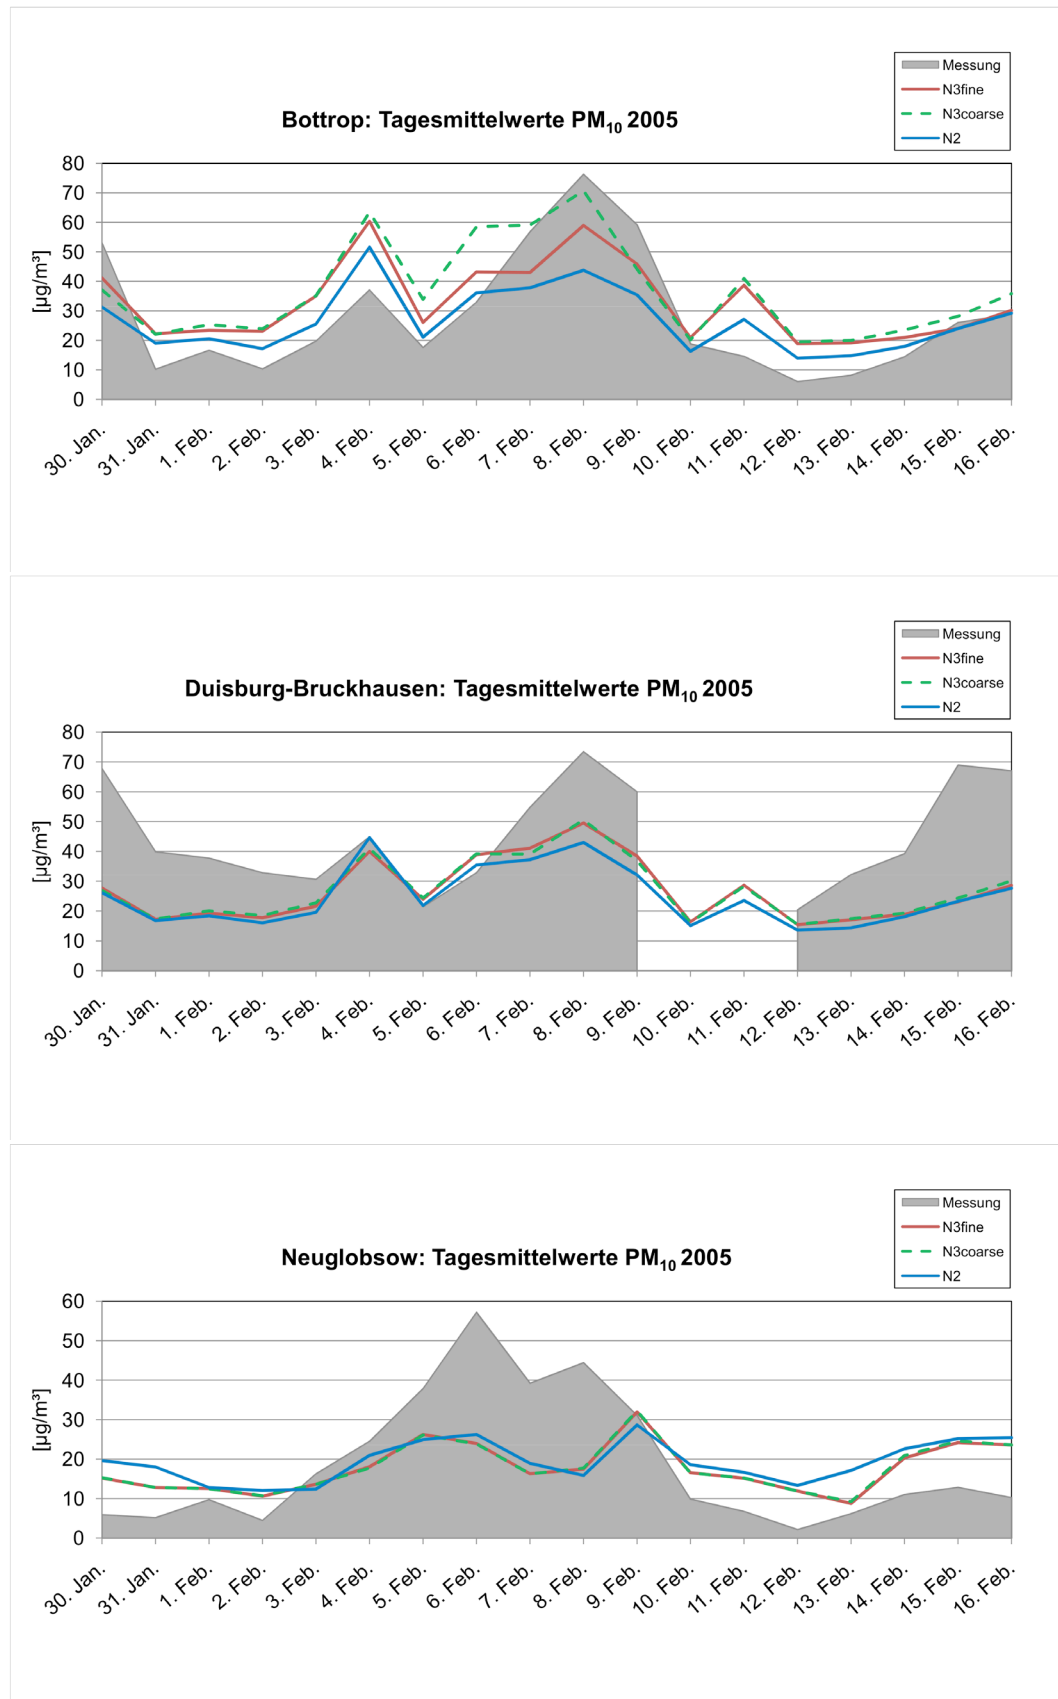 Messung
N3fine
N3coarse
N2
Bottrop: Tagesmittelwerte PM₁₀ 2005
[µg/m³]
80
70
60
50
40
30
20
10
0
30. Jan.
31. Jan.
1. Feb.
2. Feb.
3. Feb.
4. Feb.
5. Feb.
6. Feb.
7. Feb.
8. Feb.
9. Feb.
10. Feb.
11. Feb.
12. Feb.
13. Feb.
14. Feb.
15. Feb.
16. Feb.
Messung
N3fine
N3coarse
N2
Duisburg-Bruckhausen: Tagesmittelwerte PM₁₀ 2005
[µg/m³]
80
70
60
50
40
30
20
10
0
30. Jan.
31. Jan.
1. Feb.
2. Feb.
3. Feb.
4. Feb.
5. Feb.
6. Feb.
7. Feb.
8. Feb.
9. Feb.
10. Feb.
11. Feb.
12. Feb.
13. Feb.
14. Feb.
15. Feb.
16. Feb.
Messung
N3fine
N3coarse
N2
Neuglobsow: Tagesmittelwerte PM₁₀ 2005
[µg/m³]
60
50
40
30
20
10
0
30. Jan.
31. Jan.
1. Feb.
2. Feb.
3. Feb.
4. Feb.
5. Feb.
6. Feb.
7. Feb.
8. Feb.
9. Feb.
10. Feb.
11. Feb.
12. Feb.
13. Feb.
14. Feb.
15. Feb.
16. Feb.